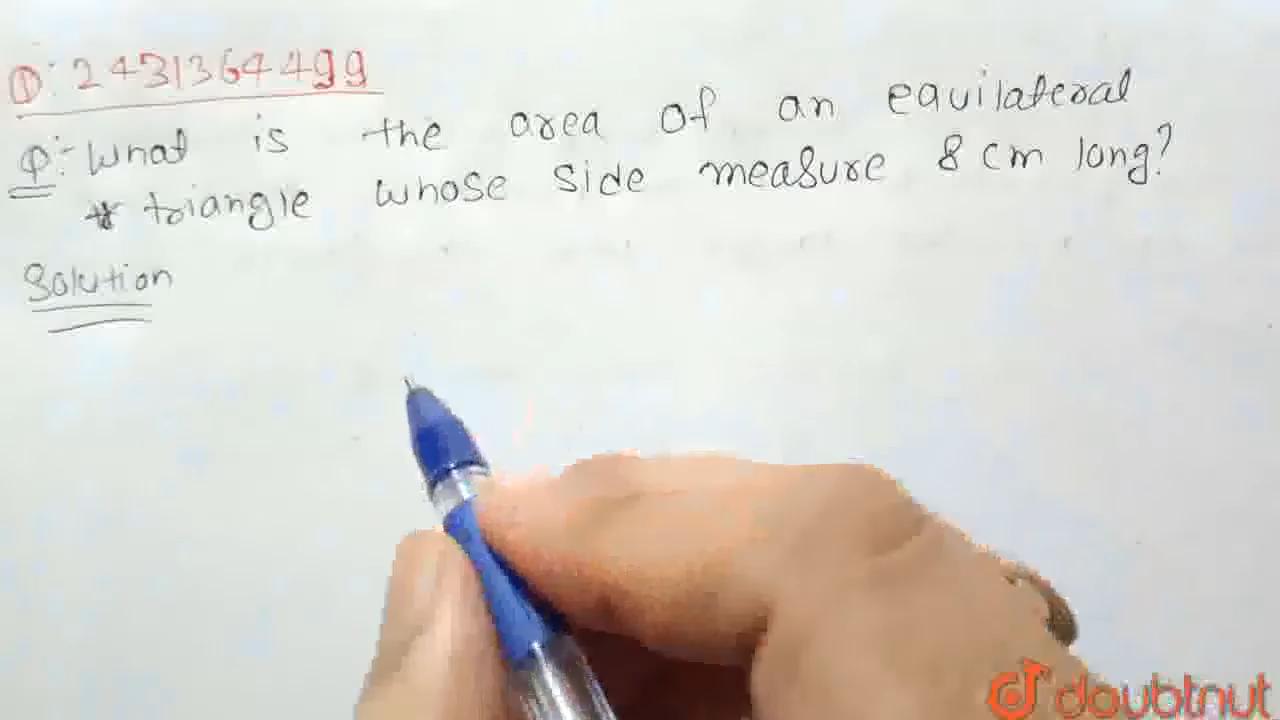 Q: 2431364499
Q:- What is the area of an equilateral
triangle whose side measure 8 cm long?
Solution
doubtnut